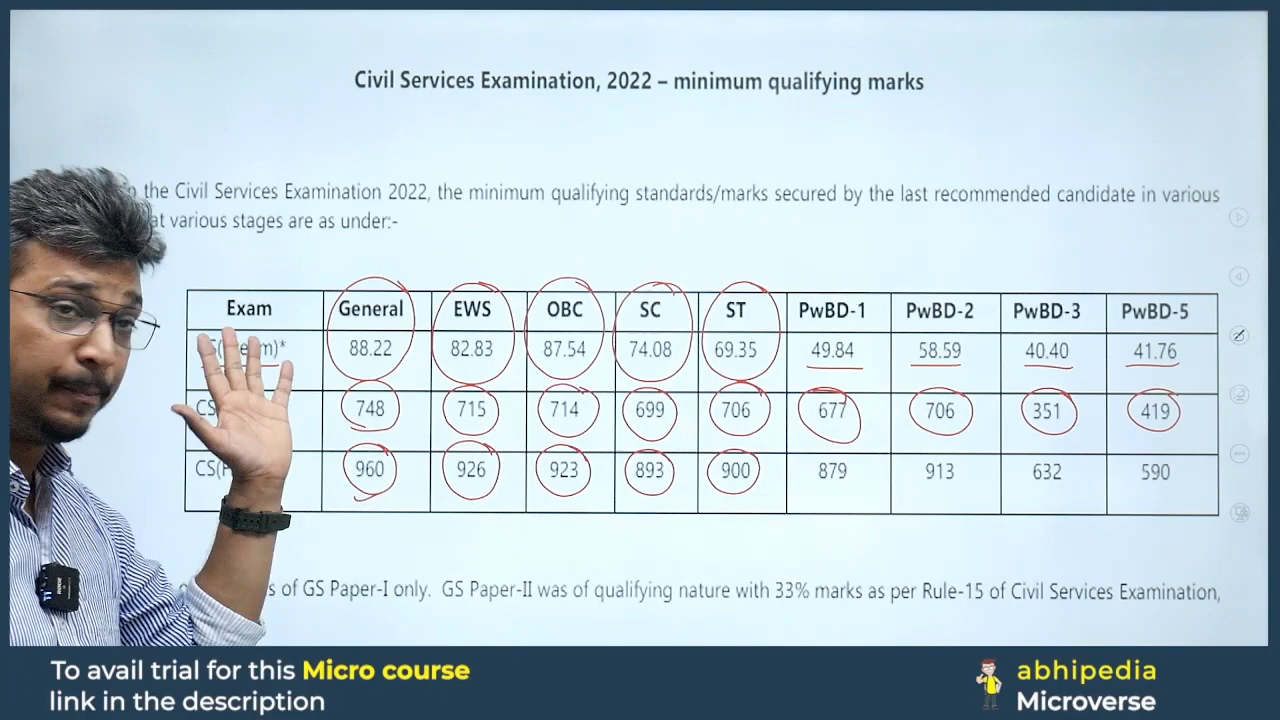 Civil Services Examination, 2022 – minimum qualifying marks
the Civil Services Examination 2022, the minimum qualifying standards/marks secured by the last recommended candidate in various
at various stages are as under:-
Exam General EWS OBC SC ST PwBD-1 PwBD-2 PwBD-3 PwBD-5
88.22 82.83 87.54 74.08 69.35 49.84 58.59 40.40 41.76
CS 748 715 714 699 706 677 706 351 419
CS( 960 926 923 893 900 879 913 632 590
of GS Paper-I only. GS Paper-II was of qualifying nature with 33% marks as per Rule-15 of Civil Services Examination,
To avail trial for this Micro course
link in the description
abhipedia
Microverse